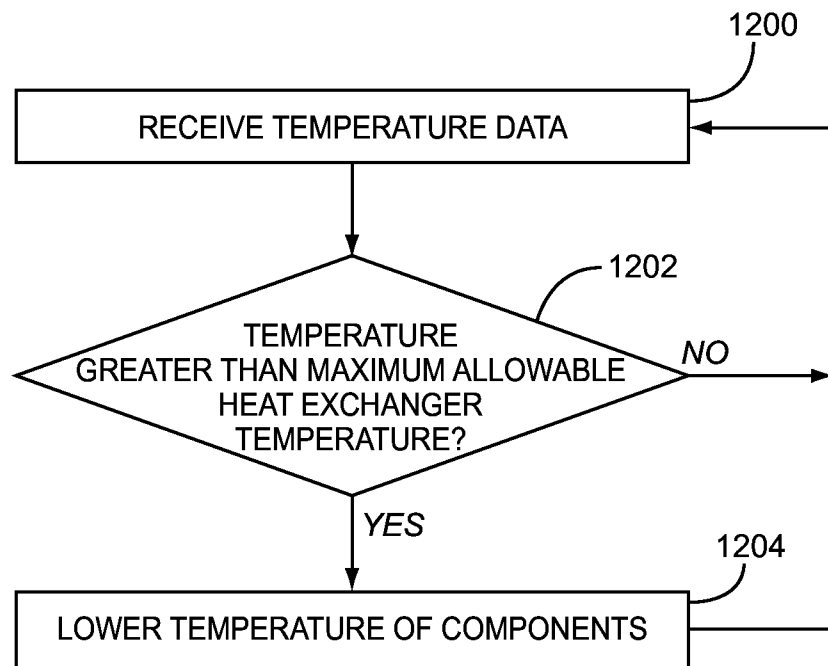 1200
RECEIVE TEMPERATURE DATA
1202
TEMPERATURE
GREATER THAN MAXIMUM ALLOWABLE
HEAT EXCHANGER
TEMPERATURE?
NO
YES
1204
LOWER TEMPERATURE OF COMPONENTS